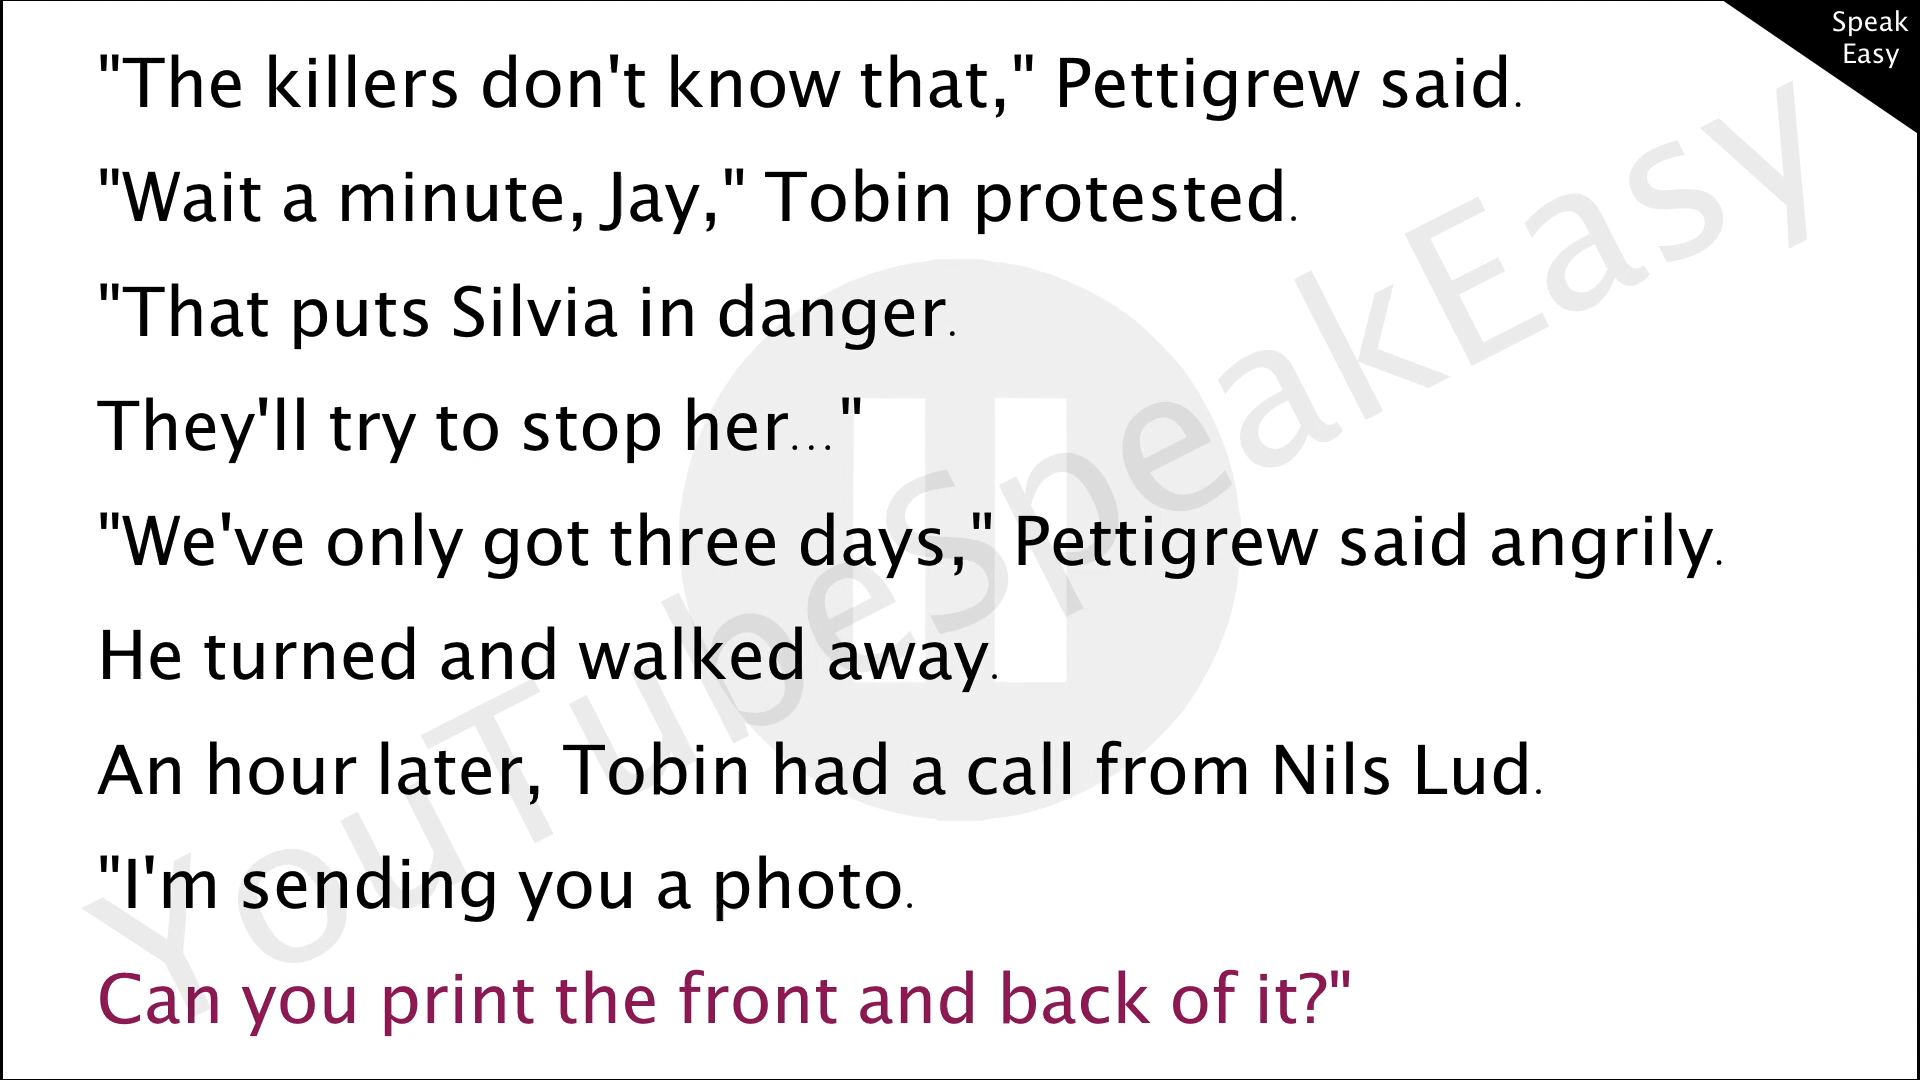 Speak
Easy
"The killers don't know that," Pettigrew said.
"Wait a minute, Jay," Tobin protested.
"That puts Silvia in danger.
They'll try to stop her..."
"We've only got three days," Pettigrew said angrily.
He turned and walked away.
An hour later, Tobin had a call from Nils Lud.
"I'm sending you a photo.
Can you print the front and back of it?"
YouTubeSpeakEasy